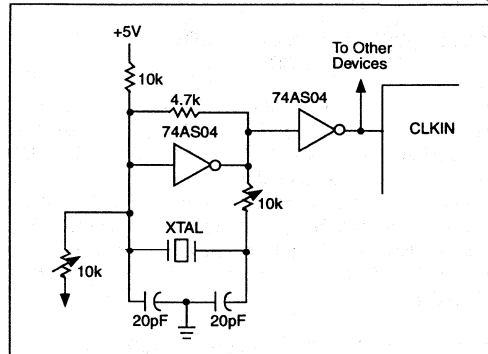 +5V
10k
To Other
Devices
4.7k
74AS04
74AS04
CLKIN
10k
XTAL
10k
20pF
20pF